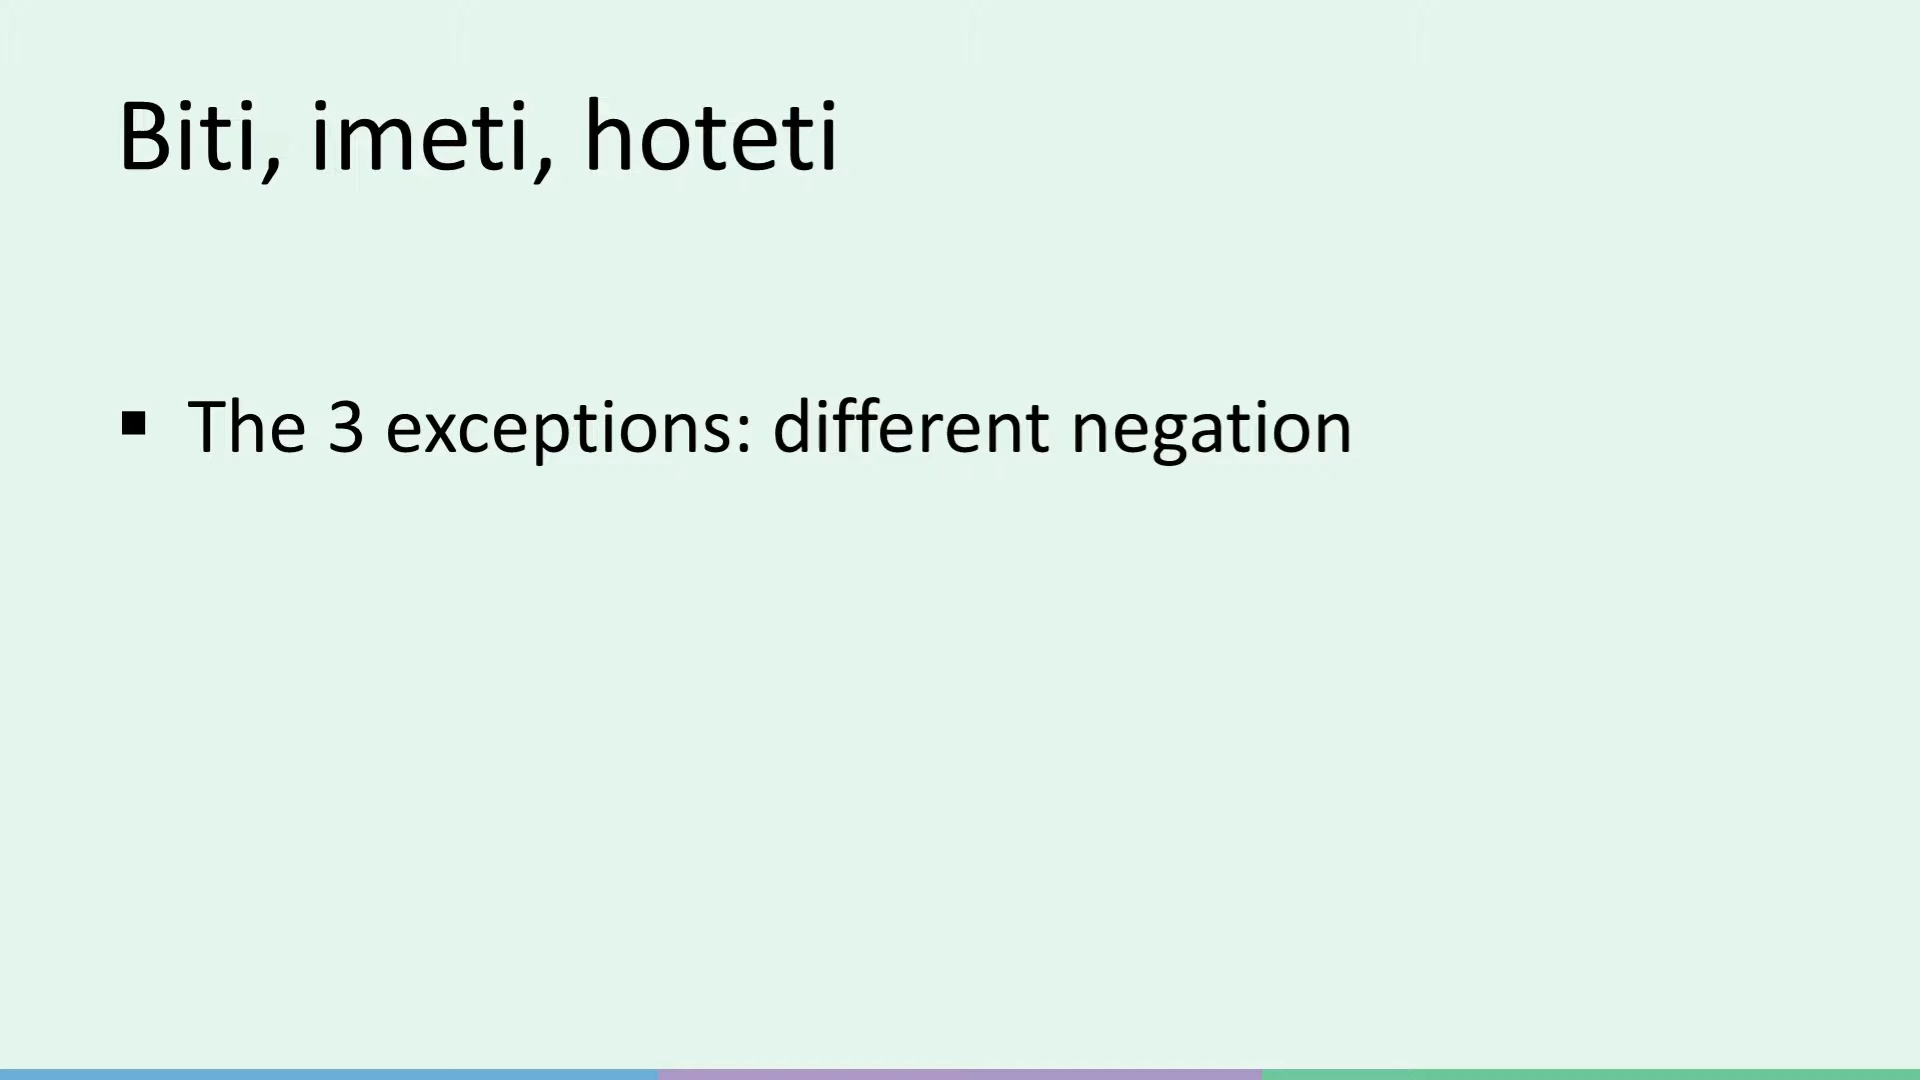 Biti, imeti, hoteti
▪ The 3 exceptions: different negation